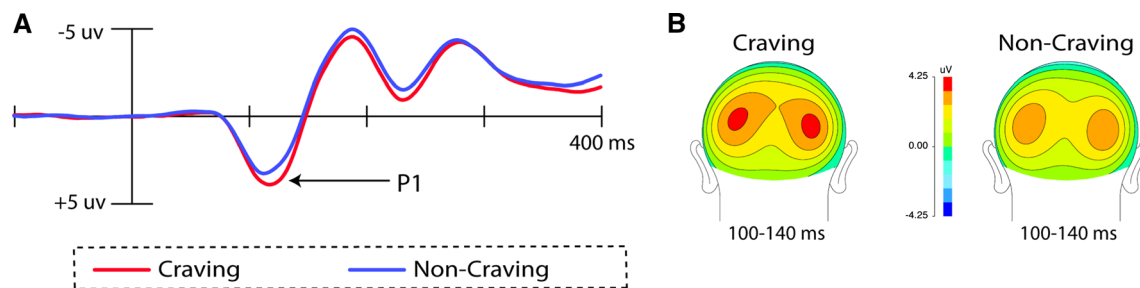 A
-5 uv
+5 uv
400 ms
P1
Craving
Non-Craving
B
Craving
Non-Craving
uV
4.25
0.00
-4.25
100-140 ms
100-140 ms